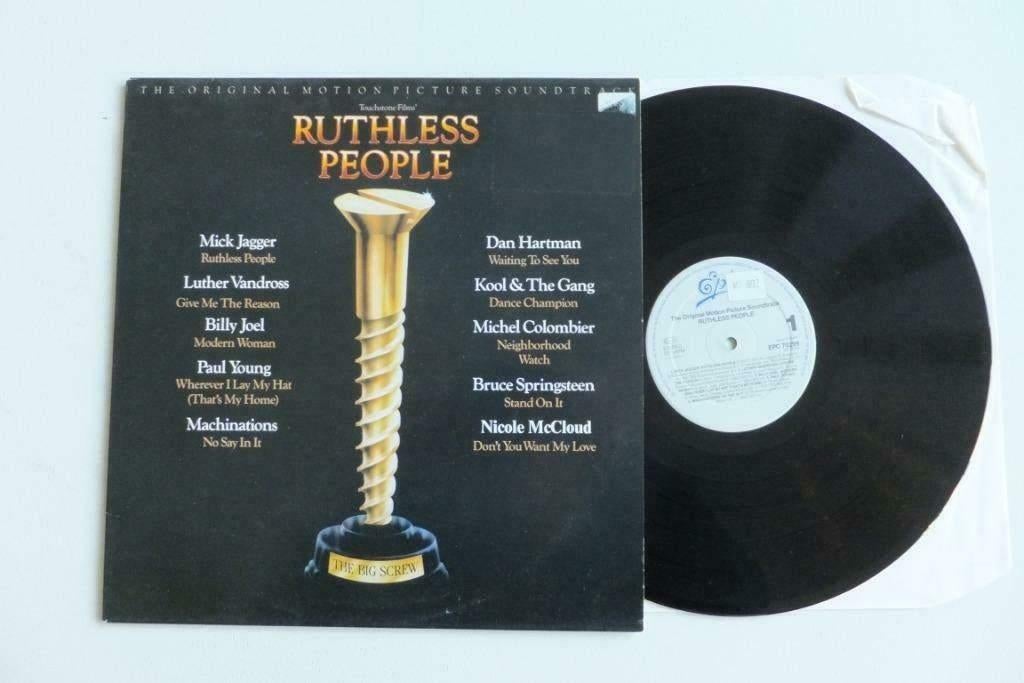 THE ORIGINAL MOTION PICTURE SOUNDTRACK
Touchstone Films'
RUTHLESS
PEOPLE
Mick Jagger
Ruthless People
Luther Vandross
Give Me The Reason
Billy Joel
Modern Woman
Paul Young
Wherever I Lay My Hat
(That's My Home)
Machinations
No Say In It
Dan Hartman
Waiting To See You
Kool & The Gang
Dance Champion
Michel Colombier
Neighborhood
Watch
Bruce Springsteen
Stand On It
Nicole McCloud
Don't You Want My Love
THE BIG SCREW
The Original Motion Picture Soundtrack
RUTHLESS PEOPLE
1
EPC